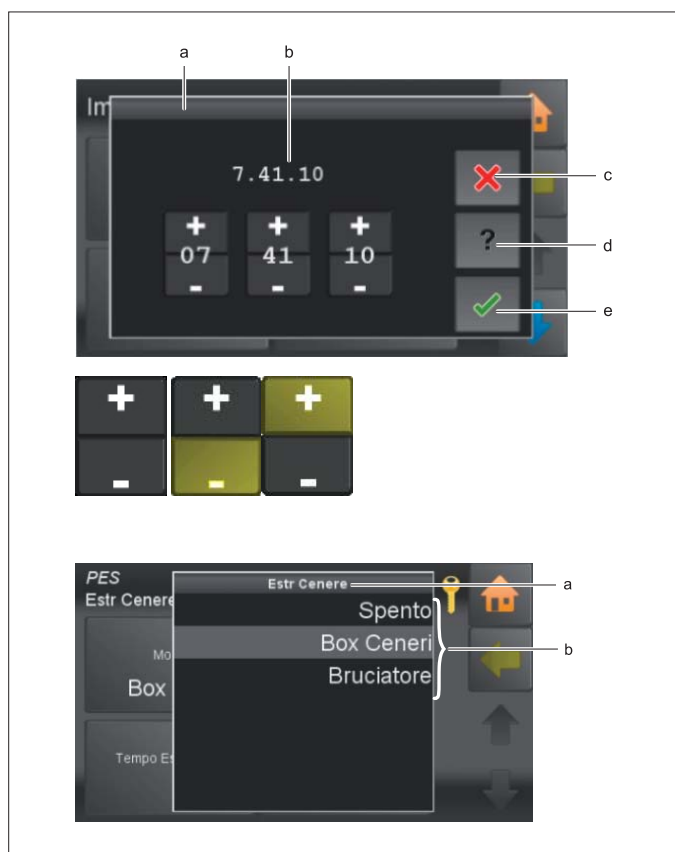 a b
Im
7.41.10
c
+ + +
07 41 10
- - -
?
d
e
+ + +
- - -
PES
Estr Cenere
Estr Cenere
a
Spento
Mo
Box Ceneri
b
Box
Bruciatore
Tempo Es